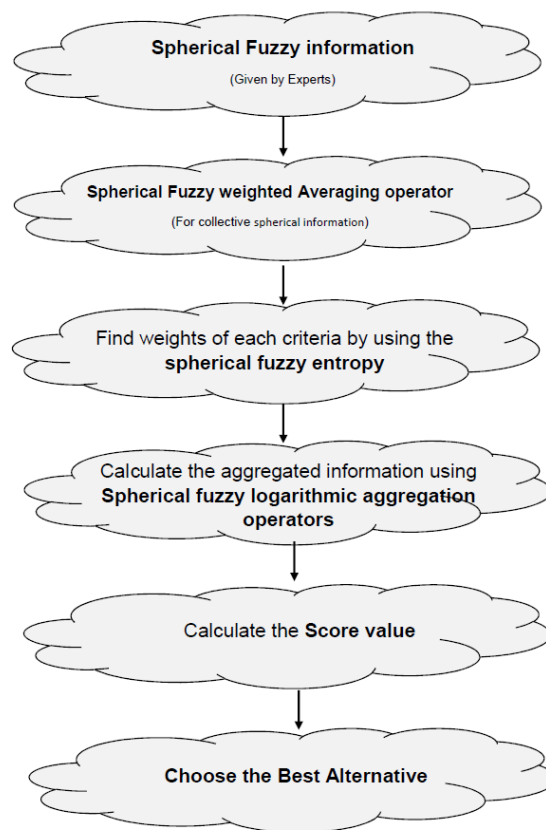 Spherical Fuzzy information
(Given by Experts)
Spherical Fuzzy weighted Averaging operator
(For collective spherical information)
Find weights of each criteria by using the
spherical fuzzy entropy
Calculate the aggregated information using
Spherical fuzzy logarithmic aggregation
operators
Calculate the Score value
Choose the Best Alternative